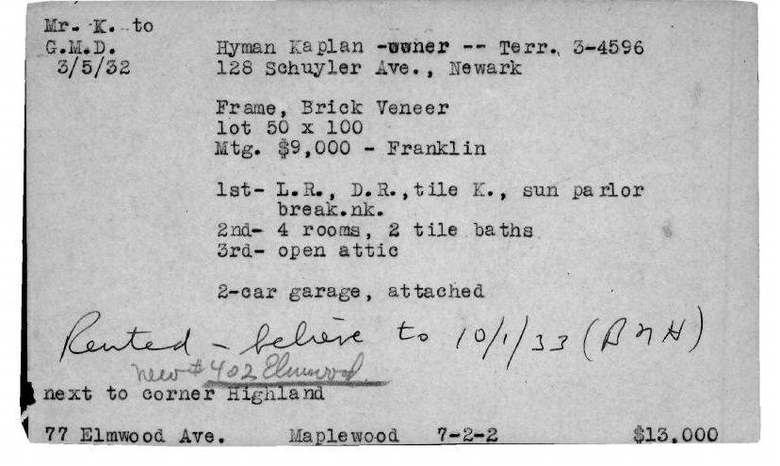 Mr. K. to
G.M.D.
3/5/32
Hyman Kaplan -owner -- Terr. 3-4596
128 Schuyler Ave., Newark
Frame, Brick Veneer
lot 50 x 100
Mtg. $9,000 - Franklin
1st- L.R., D.R.,tile K., sun parlor
break.nk.
2nd- 4 rooms, 2 tile baths
3rd- open attic
2-car garage, attached
Rented - believe to 10/1/33 (BNH)
new # 402 Elmwood
next to corner Highland
77 Elmwood Ave. Maplewood 7-2-2 $13,000